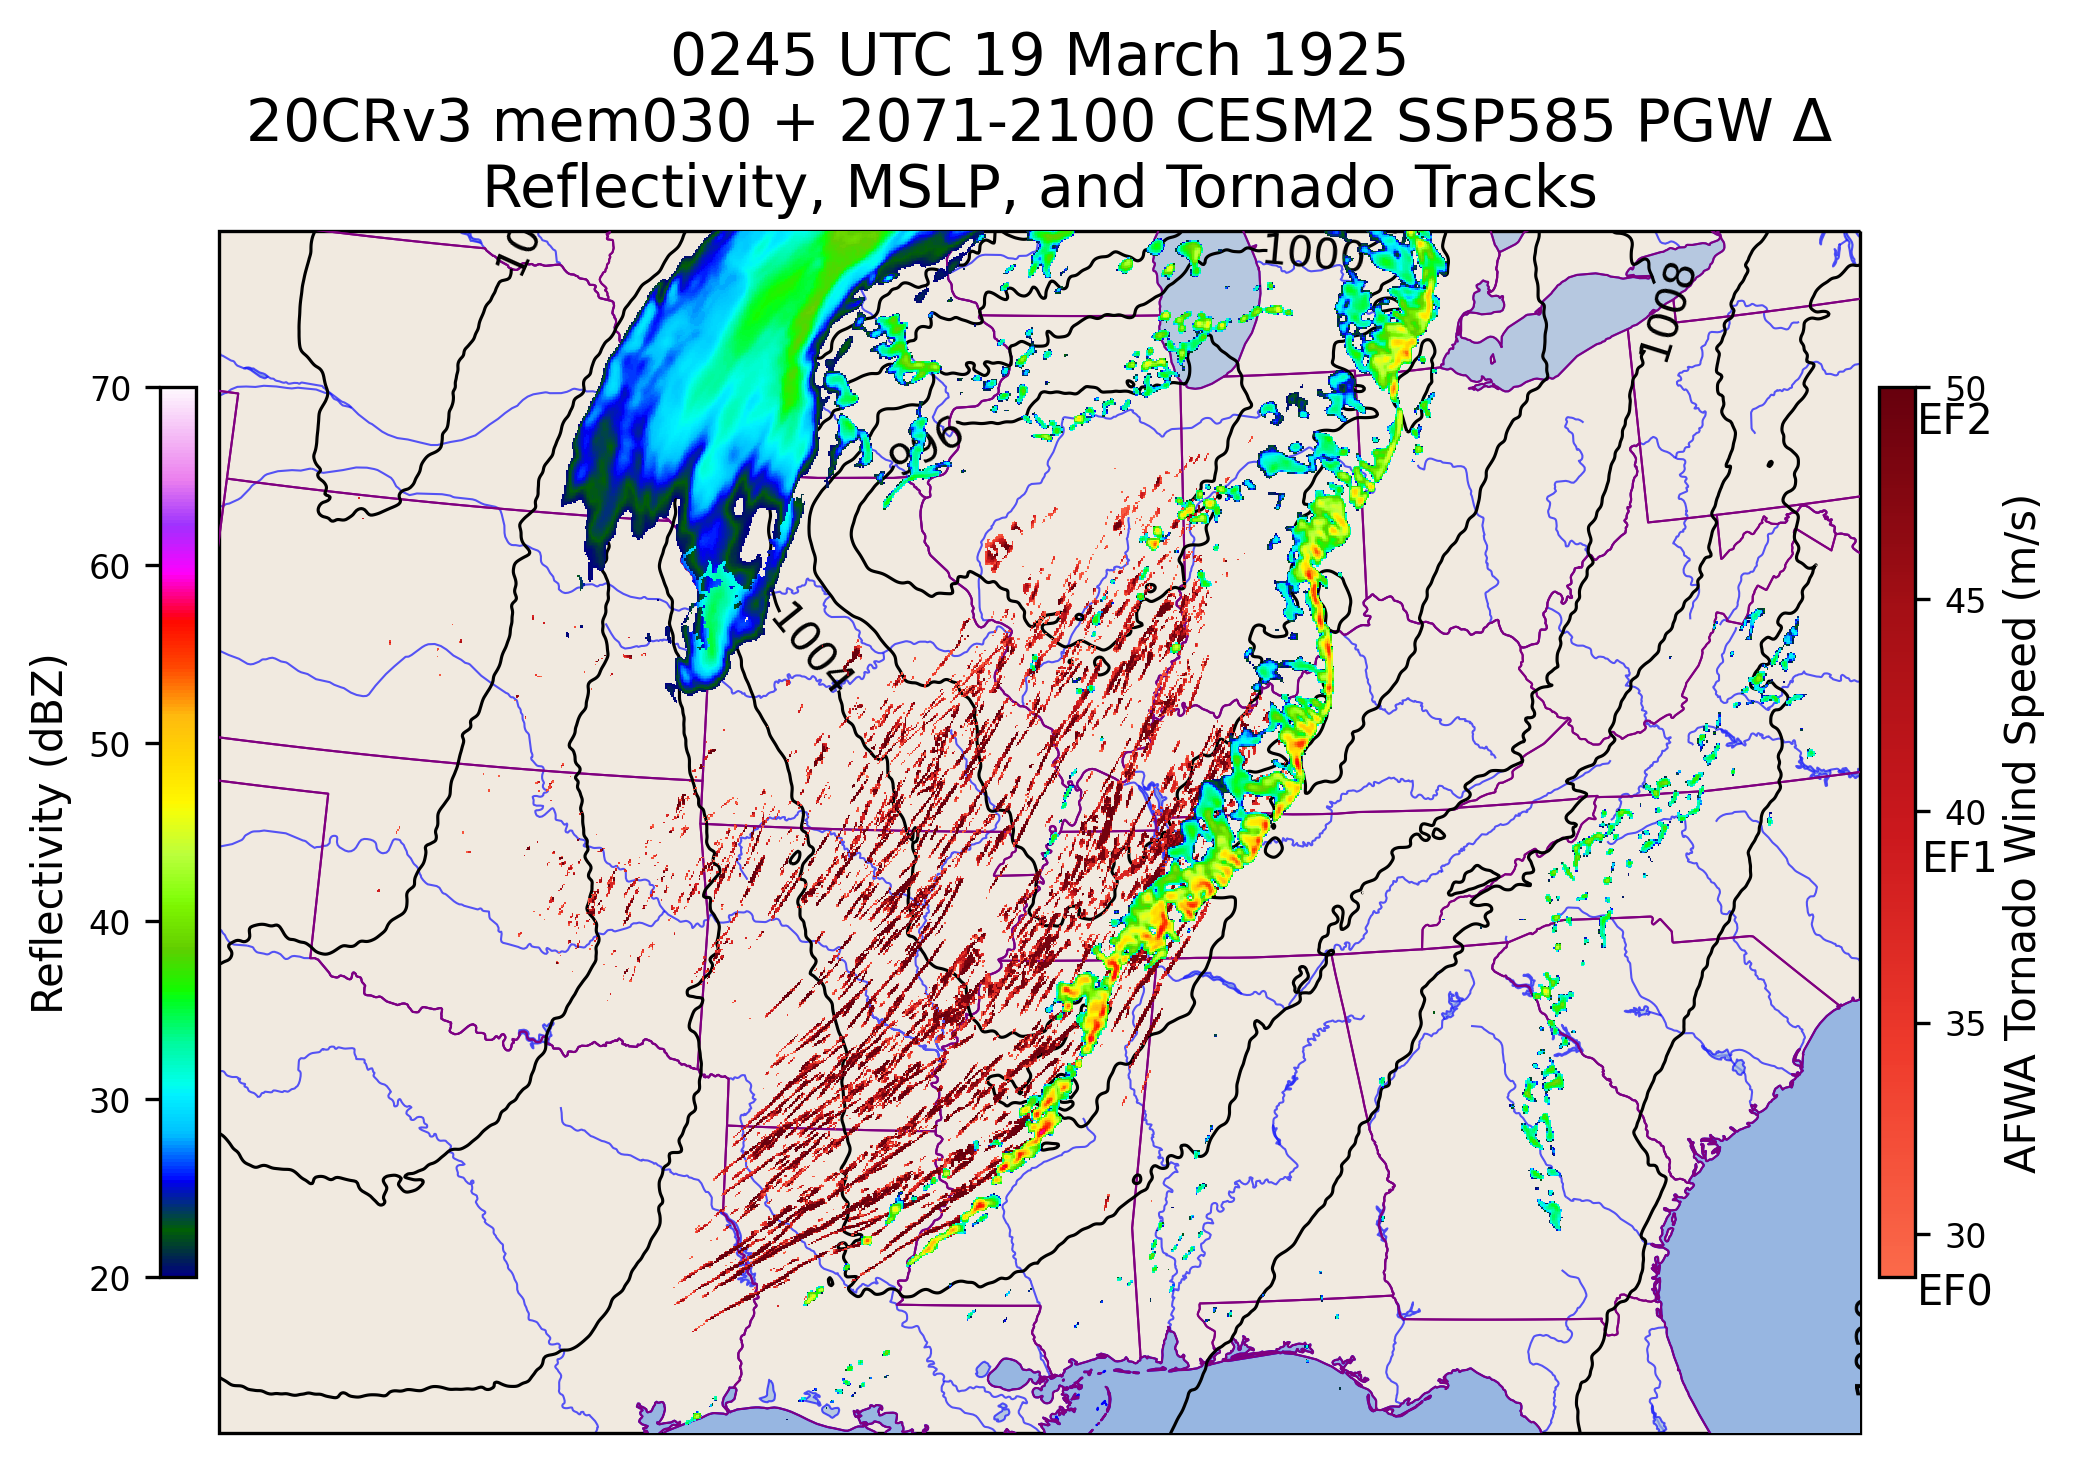 0245 UTC 19 March 1925
20CRv3 mem030 + 2071-2100 CESM2 SSP585 PGW Δ
Reflectivity, MSLP, and Tornado Tracks
1000
1008
996
1004
Reflectivity (dBZ)
70
60
50
40
30
20
50
EF2
45
40
EF1
35
30
EF0
AFWA Tornado Wind Speed (m/s)